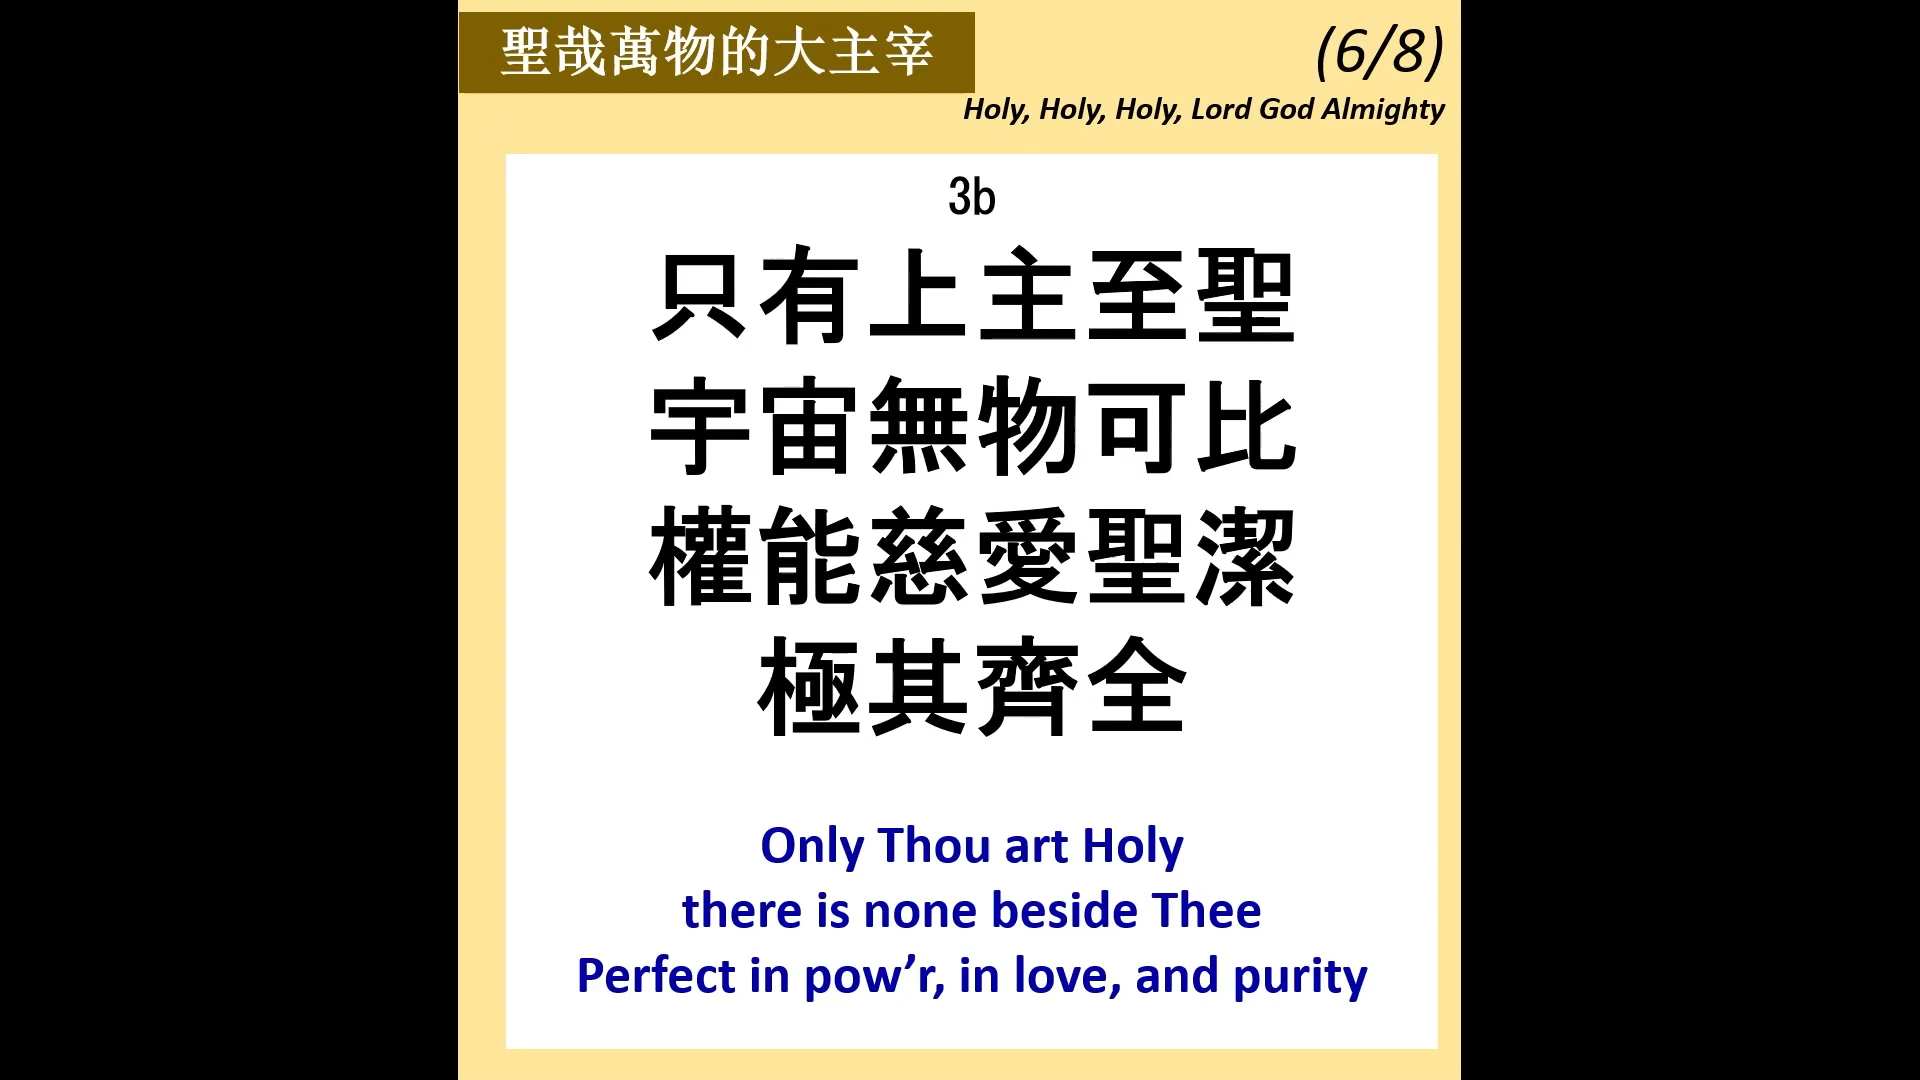 聖哉萬物的大主宰
(6/8)
Holy, Holy, Holy, Lord God Almighty
3b
只有上主至聖
宇宙無物可比
權能慈愛聖潔
極其齊全
Only Thou art Holy
there is none beside Thee
Perfect in pow’r, in love, and purity